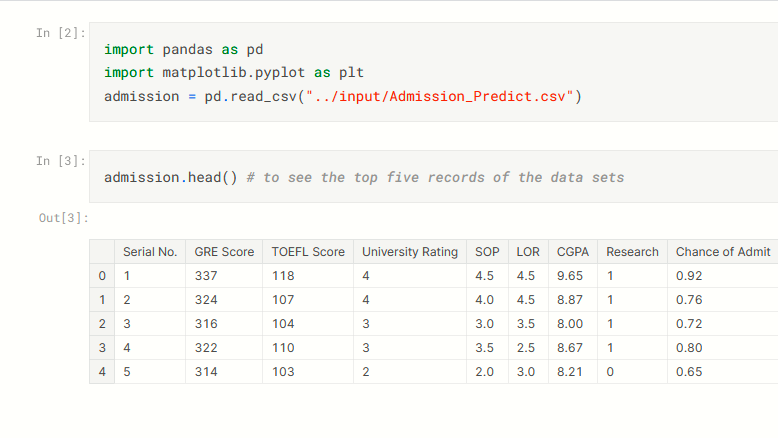 In [2]:
import pandas as pd
import matplotlib.pyplot as plt
admission = pd.read_csv("../input/Admission_Predict.csv")
In [3]:
admission.head() # to see the top five records of the data sets
Out[3]:
Serial No. GRE Score TOEFL Score University Rating SOP LOR CGPA Research Chance of Admit
0 1 337 118 4 4.5 4.5 9.65 1 0.92
1 2 324 107 4 4.0 4.5 8.87 1 0.76
2 3 316 104 3 3.0 3.5 8.00 1 0.72
3 4 322 110 3 3.5 2.5 8.67 1 0.80
4 5 314 103 2 2.0 3.0 8.21 0 0.65